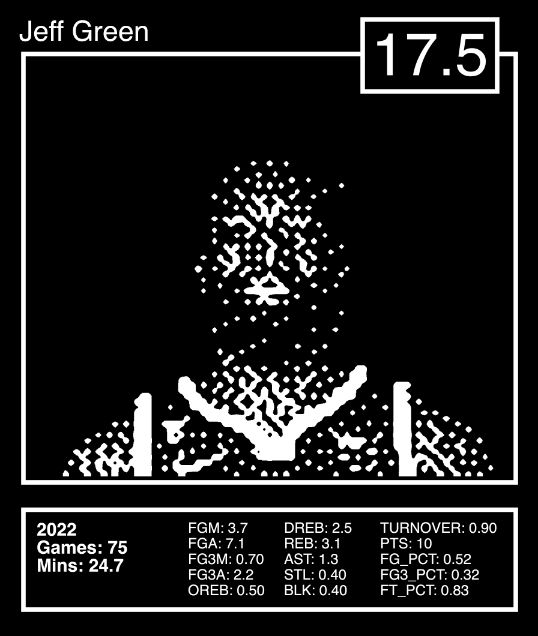 Jeff Green
17.5
2022
Games: 75
Mins: 24.7
FGM: 3.7
FGA: 7.1
FG3M: 0.70
FG3A: 2.2
OREB: 0.50
DREB: 2.5
REB: 3.1
AST: 1.3
STL: 0.40
BLK: 0.40
TURNOVER: 0.90
PTS: 10
FG_PCT: 0.52
FG3_PCT: 0.32
FT_PCT: 0.83